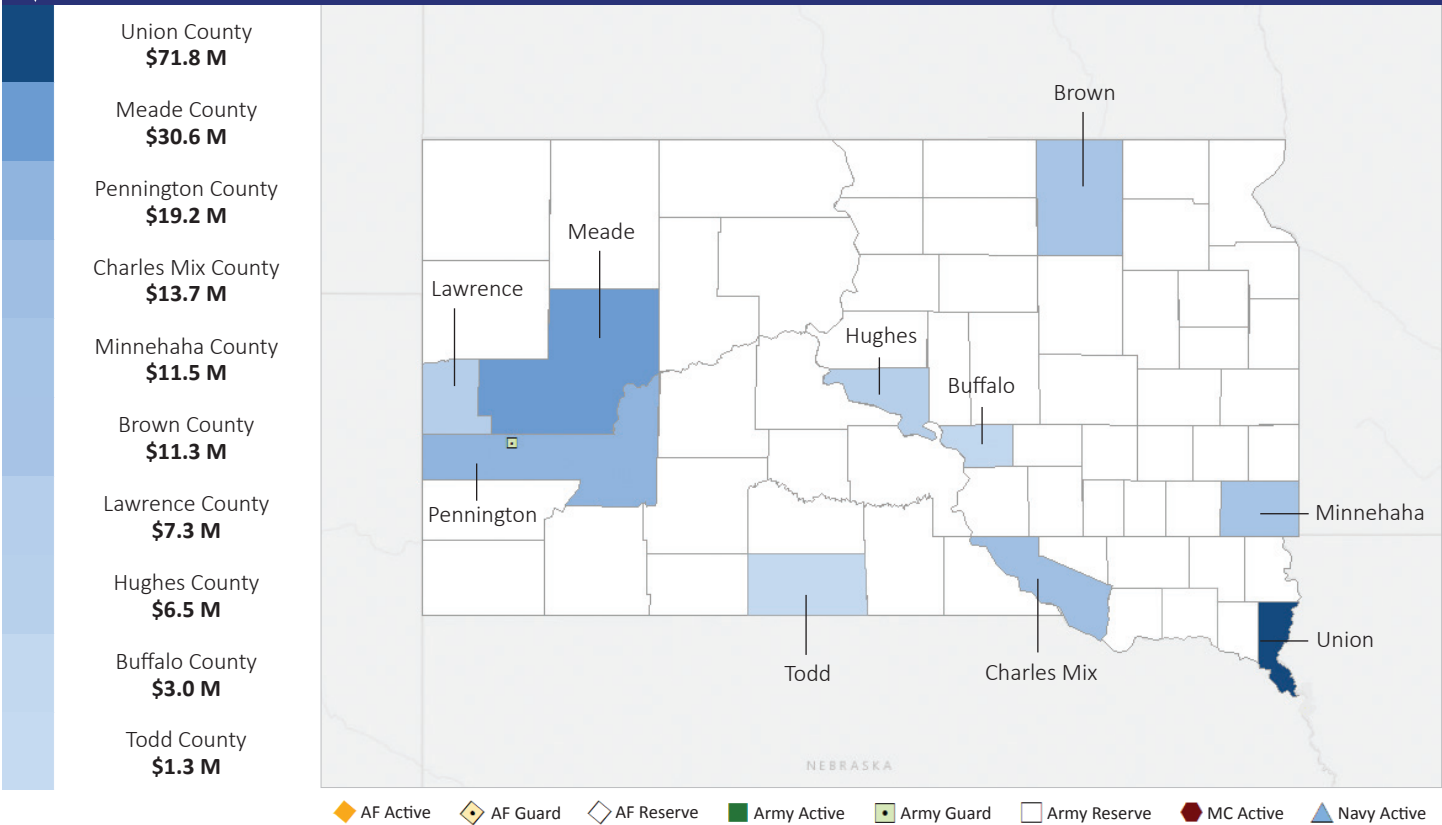 Union County
$71.8 M
Meade County
$30.6 M
Pennington County
$19.2 M
Charles Mix County
$13.7 M
Minnehaha County
$11.5 M
Brown County
$11.3 M
Lawrence County
$7.3 M
Hughes County
$6.5 M
Buffalo County
$3.0 M
Todd County
$1.3 M
Brown
Meade
Lawrence
Hughes
Buffalo
Pennington
Minnehaha
Union
Todd
Charles Mix
NEBRASKA
AF Active
AF Guard
AF Reserve
Army Active
Army Guard
Army Reserve
MC Active
Navy Active